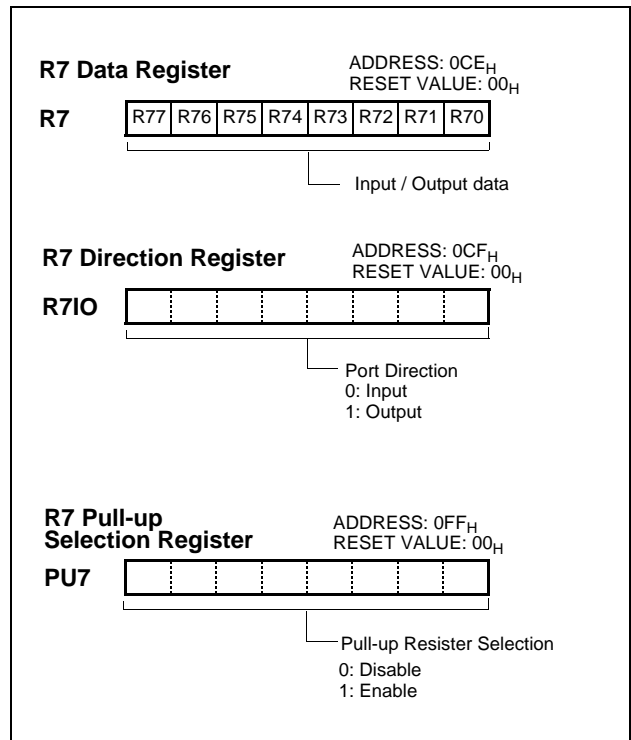 R7 Data Register
ADDRESS: 0CEH
RESET VALUE: 00H
R7
R77 R76 R75 R74 R73 R72 R71 R70
Input / Output data
R7 Direction Register
ADDRESS: 0CFH
RESET VALUE: 00H
R7IO
Port Direction
0: Input
1: Output
R7 Pull-up
Selection Register
ADDRESS: 0FFH
RESET VALUE: 00H
PU7
Pull-up Resister Selection
0: Disable
1: Enable